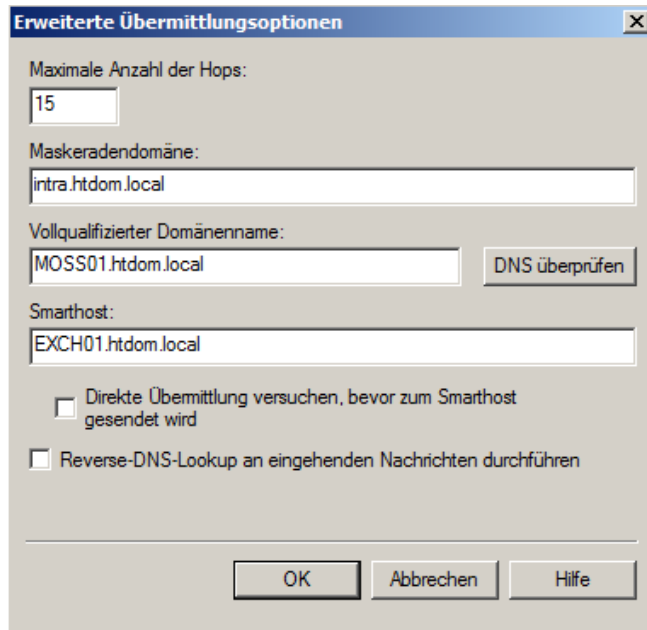 Erweiterte Übermittlungsoptionen
Maximale Anzahl der Hops:
15
Maskeradendomäne:
intra.htdom.local
Vollqualifizierter Domänenname:
MOSS01.htdom.local
DNS überprüfen
Smarthost:
EXCH01.htdom.local
Direkte Übermittlung versuchen, bevor zum Smarthost
gesendet wird
Reverse-DNS-Lookup an eingehenden Nachrichten durchführen
OK
Abbrechen
Hilfe